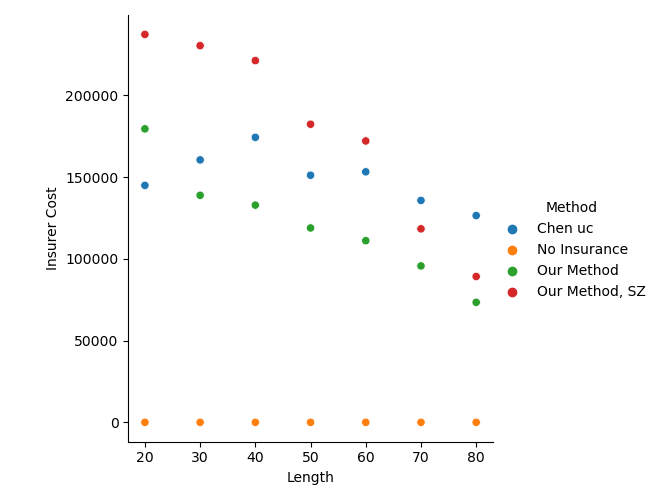 200000
150000
100000
50000
0
Insurer Cost
20 30 40 50 60 70 80
Length
Method
Chen uc
No Insurance
Our Method
Our Method, SZ